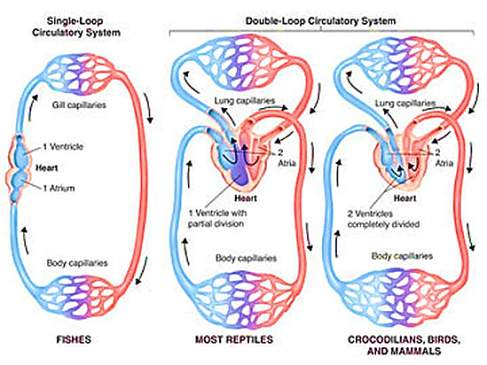 Single-Loop
Circulatory System
Double-Loop Circulatory System
Gill capillaries
1 Ventricle
Heart
1 Atrium
Body capillaries
FISHES
Lung capillaries
2
Atria
Heart
1 Ventricle with
partial division
Body capillaries
MOST REPTILES
Lung capillaries
2
Atria
Heart
2 Ventricles
completely divided
Body capillaries
CROCODILIANS, BIRDS,
AND MAMMALS